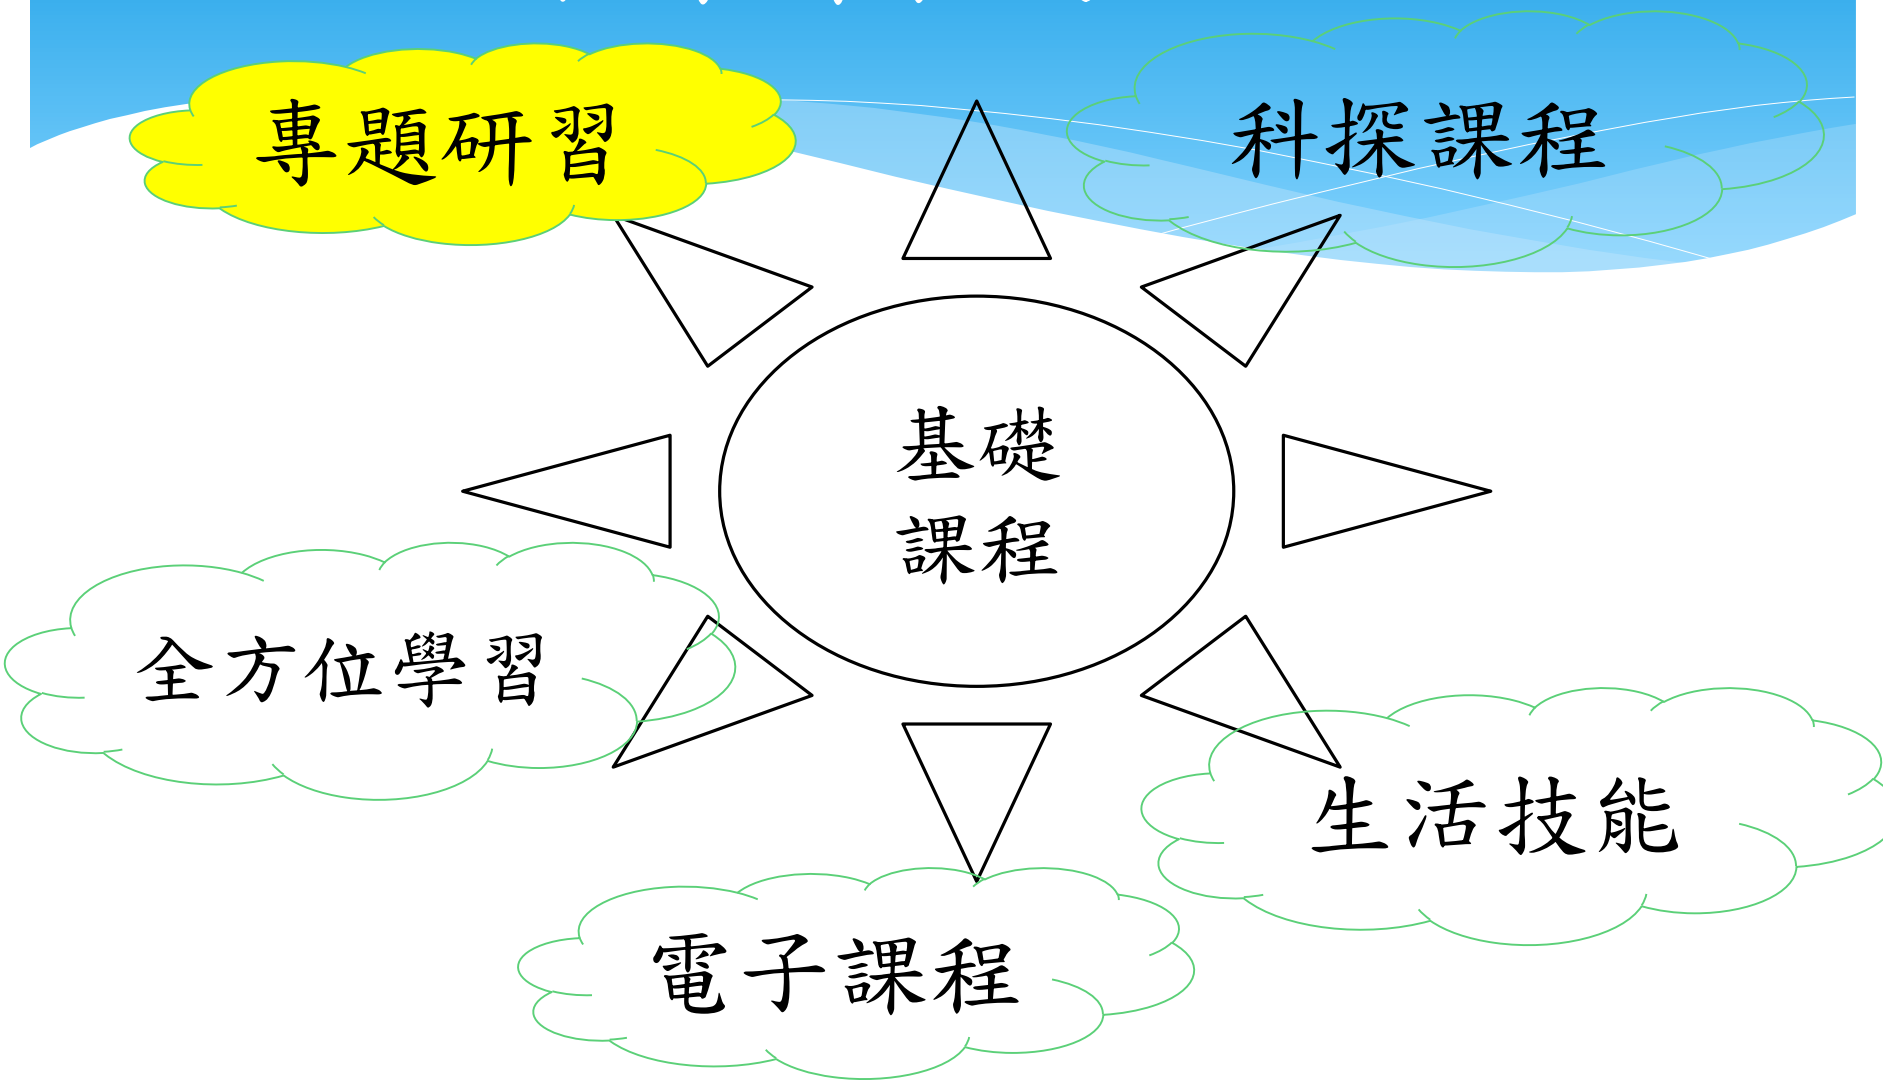 專題研習
科探課程
基礎
課程
全方位學習
生活技能
電子課程